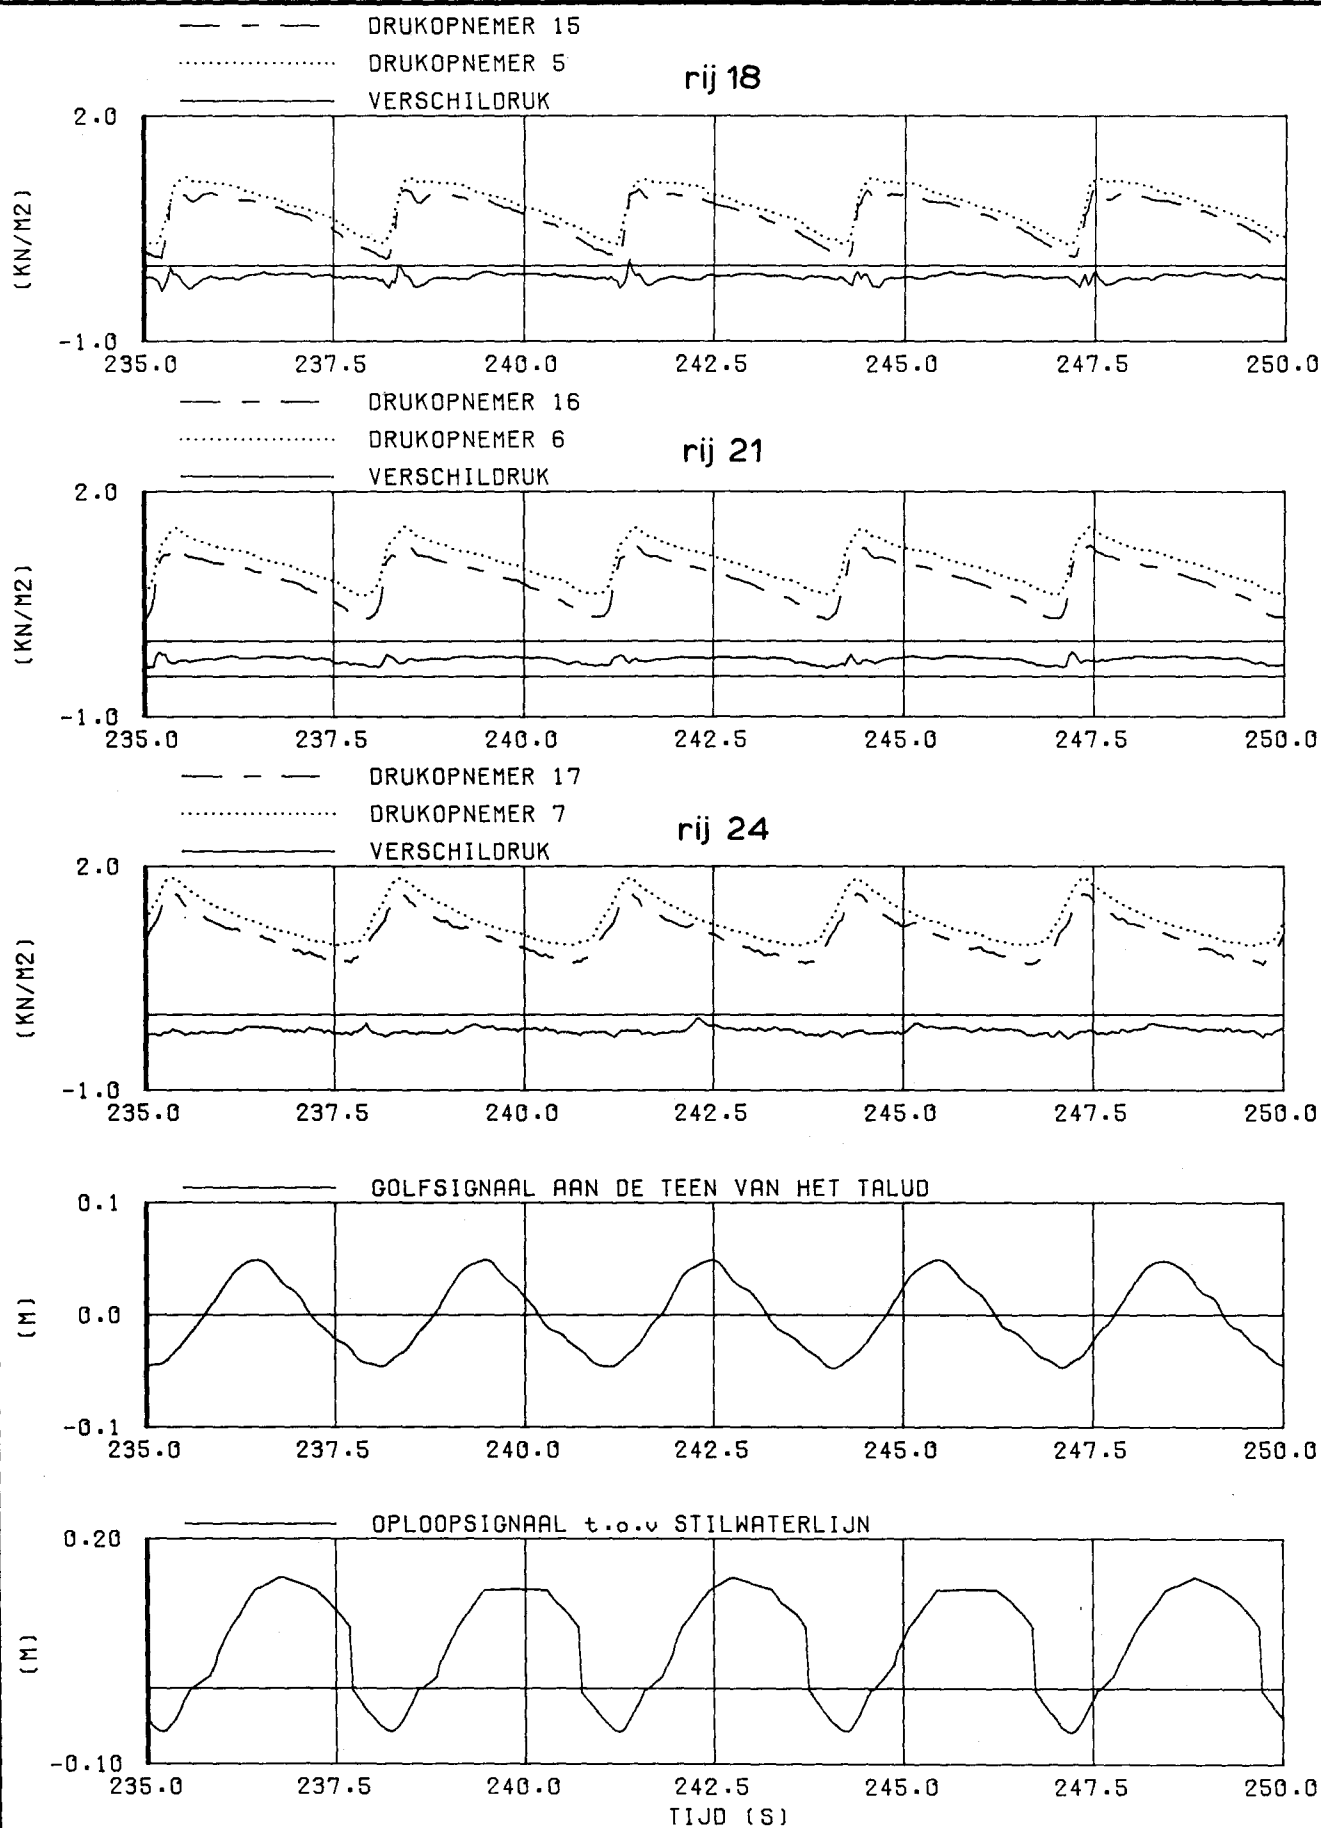 DRUKOPNEMER 15
DRUKOPNEMER 5
rij 18
VERSCHILDRUK
2.0
(KN/M2)
-1.0
235.0 237.5 240.0 242.5 245.0 247.5 250.0
DRUKOPNEMER 16
DRUKOPNEMER 6
rij 21
VERSCHILDRUK
2.0
(KN/M2)
-1.0
235.0 237.5 240.0 242.5 245.0 247.5 250.0
DRUKOPNEMER 17
DRUKOPNEMER 7
rij 24
VERSCHILDRUK
2.0
(KN/M2)
-1.0
235.0 237.5 240.0 242.5 245.0 247.5 250.0
GOLFSIGNAAL AAN DE TEEN VAN HET TALUD
0.1
0.0
(M)
-0.1
235.0 237.5 240.0 242.5 245.0 247.5 250.0
OPLOOPSIGNAAL t.o.v STILWATERLIJN
0.20
(M)
-0.10
235.0 237.5 240.0 242.5 245.0 247.5 250.0
TIJD (S)